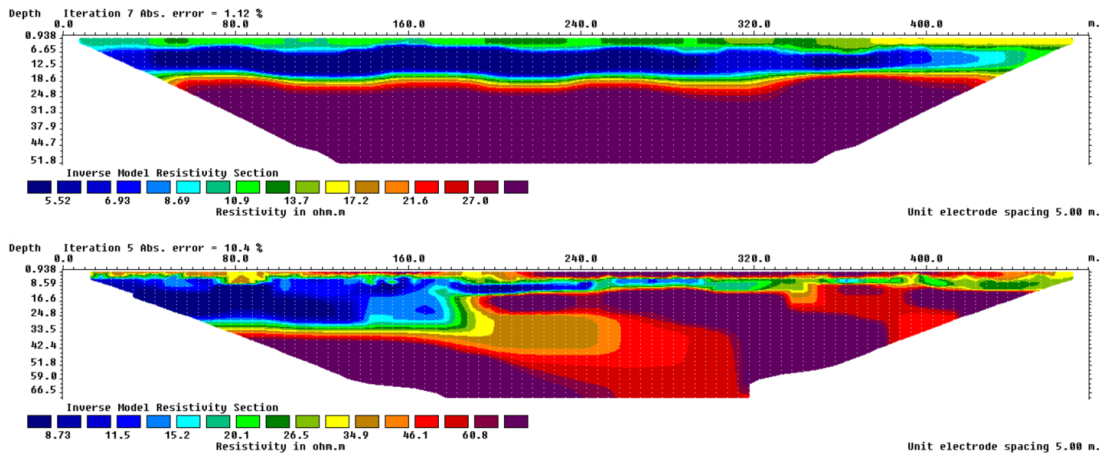 Depth Iteration 7 Abs. error = 1.12 %
0.0 80.0 160.0 240.0 320.0 400.0 m.
0.938
6.65
12.5
18.6
24.8
31.3
37.9
44.7
51.8
Inverse Model Resistivity Section
5.52 6.93 8.69 10.9 13.7 17.2 21.6 27.0
Resistivity in ohm.m
Unit electrode spacing 5.00 m.
Depth Iteration 5 Abs. error = 10.4 %
0.0 80.0 160.0 240.0 320.0 400.0 m.
0.938
8.59
16.6
24.8
33.5
42.4
51.8
59.0
66.5
Inverse Model Resistivity Section
8.73 11.5 15.2 20.1 26.5 34.9 46.1 60.8
Resistivity in ohm.m
Unit electrode spacing 5.00 m.